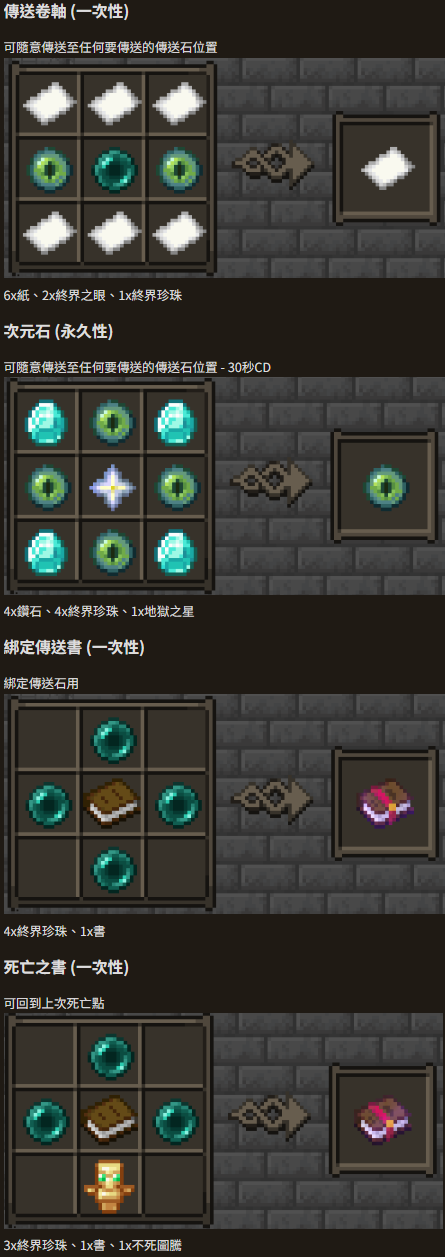 傳送卷軸 (一次性)
可隨意傳送至任何要傳送的傳送石位置
6x紙、2x終界之眼、1x終界珍珠
次元石 (永久性)
可隨意傳送至任何要傳送的傳送石位置 - 30秒CD
4x鑽石、4x終界珍珠、1x地獄之星
綁定傳送書 (一次性)
綁定傳送石用
4x終界珍珠、1x書
死亡之書 (一次性)
可回到上次死亡點
3x終界珍珠、1x書、1x不死圖騰